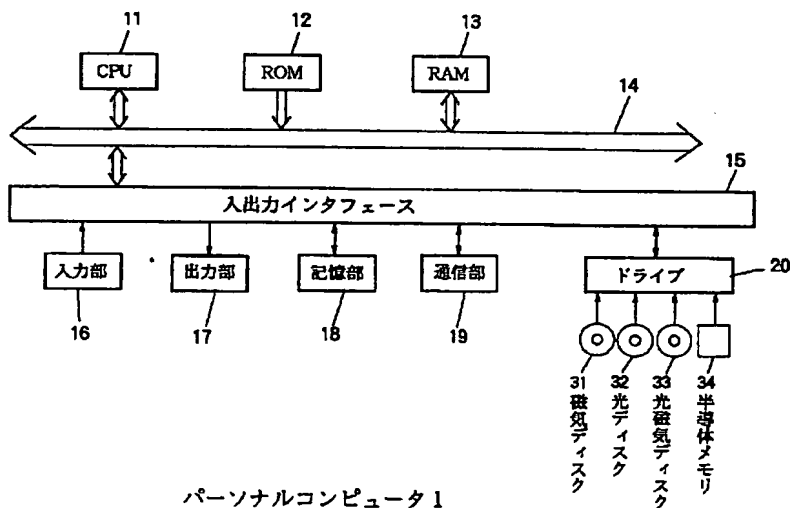 11
12
13
CPU
ROM
RAM
14
15
入出力インタフェース
入力部
出力部
記憶部
通信部
ドライブ
16
17
18
19
20
31 磁気ディスク
32 光ディスク
33 光磁気ディスク
34 半導体メモリ
パーソナルコンピュータ1